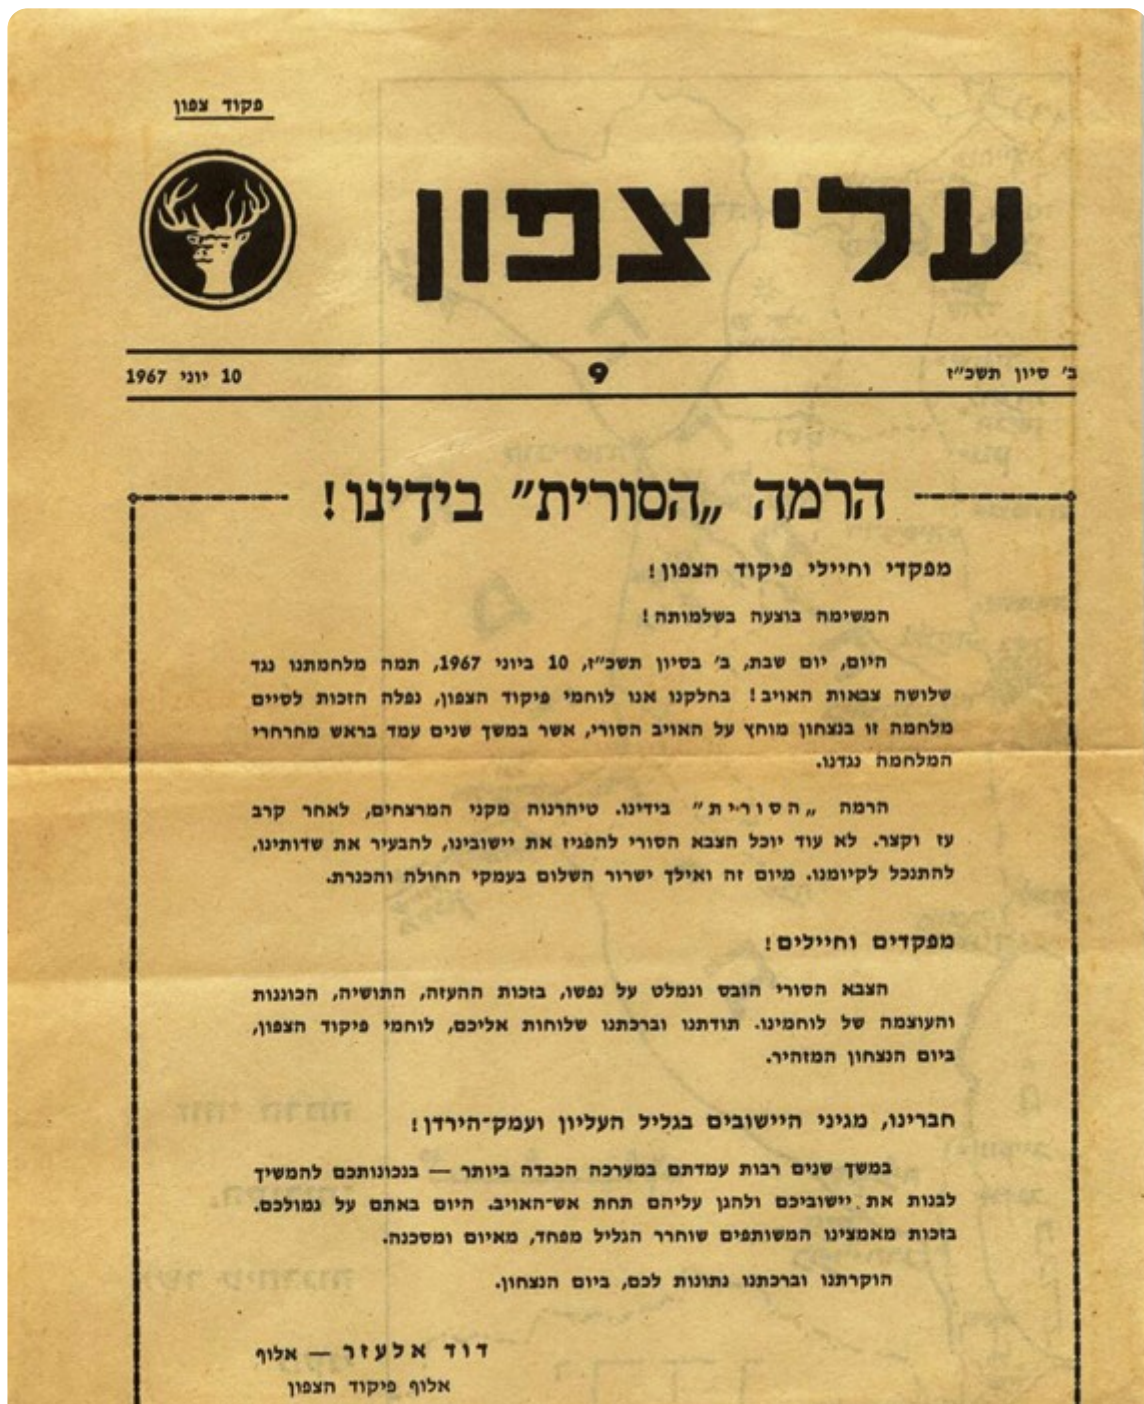 פקוד צפון
עלי צפון
ב׳ סיון תשכ״ז 9 10 יוני 1967
הרמה „הסורית״ בידינו!
מפקדי וחיילי פיקוד הצפון!
המשימה בוצעה בשלמותה!
היום, יום שבת, ב׳ בסיון תשכ״ז, 10 ביוני 1967, תמה מלחמתנו נגד
שלושה צבאות האויב! בחלקנו אנו לוחמי פיקוד הצפון, נפלה הזכות לסיים
מלחמה זו בנצחון מוחץ על האויב הסורי, אשר במשך שנים עמד בראש מחרחרי
המלחמה נגדנו.
הרמה „הסורית״ בידינו. טיהרנוה מקני המרצחים, לאחר קרב
עז וקצר. לא עוד יוכל הצבא הסורי להפגיז את יישובינו, להבעיר את שדותינו,
להתנכל לקיומנו. מיום זה ואילך ישרור השלום בעמקי החולה והכנרת.
מפקדים וחיילים!
הצבא הסורי הובס ונמלט על נפשו, בזכות ההעזה, התושיה, הכוננות
והעוצמה של לוחמינו. תודתנו וברכתנו שלוחות אליכם, לוחמי פיקוד הצפון,
ביום הנצחון המזהיר.
חברינו, מגיני היישובים בגליל העליון ועמק־הירדן!
במשך שנים רבות עמדתם במערכה הכבדה ביותר — בנכונותכם להמשיך
לבנות את יישוביכם ולהגן עליהם תחת אש־האויב. היום באתם על גמולכם.
בזכות מאמצינו המשותפים שוחרר הגליל מפחד, מאיום ומסכנה.
הוקרתנו וברכתנו נתונות לכם, ביום הנצחון.
דוד אלעזר — אלוף
אלוף פיקוד הצפון